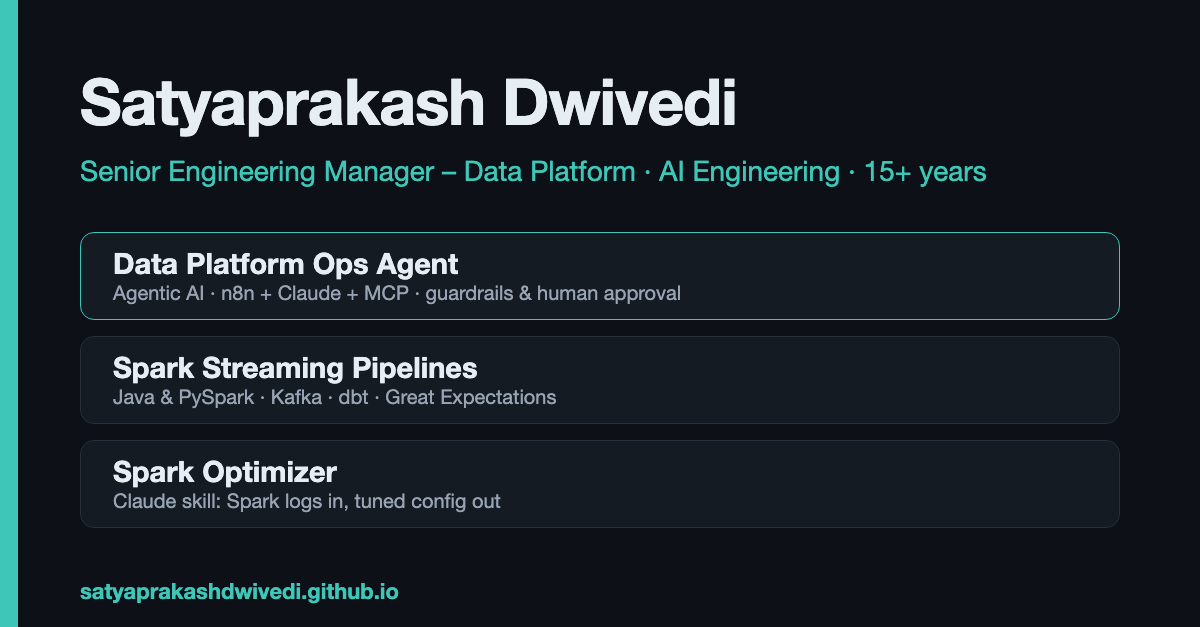 Satyaprakash Dwivedi
Senior Engineering Manager – Data Platform · AI Engineering · 15+ years
Data Platform Ops Agent
Agentic AI · n8n + Claude + MCP · guardrails & human approval
Spark Streaming Pipelines
Java & PySpark · Kafka · dbt · Great Expectations
Spark Optimizer
Claude skill: Spark logs in, tuned config out
satyaprakashdwivedi.github.io